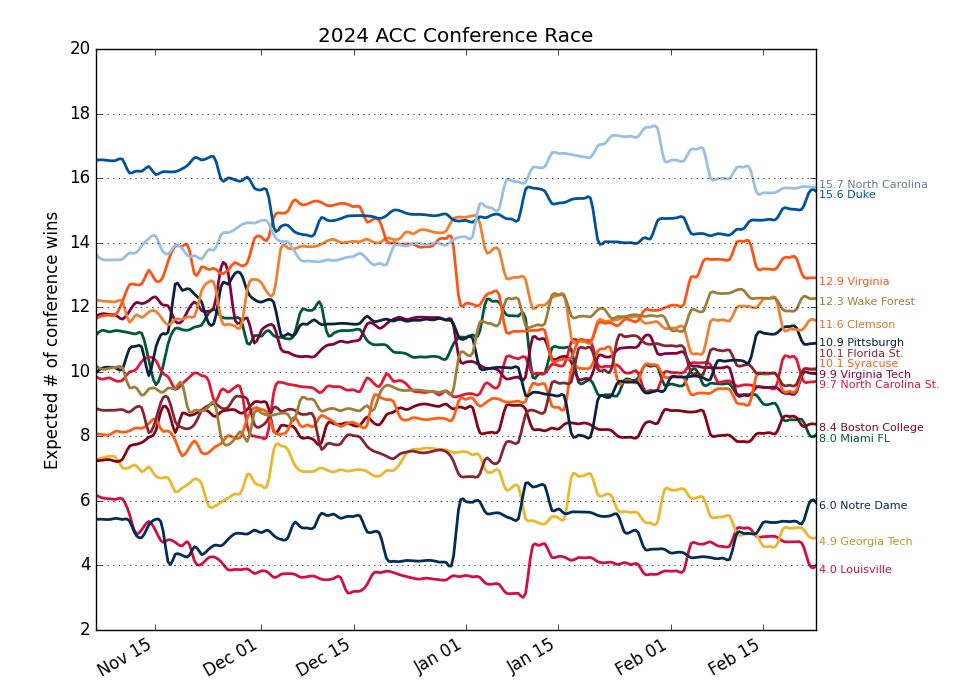 2024 ACC Conference Race
Expected # of conference wins
20
18
16
14
12
10
8
6
4
2
Nov 15
Dec 01
Dec 15
Jan 01
Jan 15
Feb 01
Feb 15
15.7 North Carolina
15.6 Duke
12.9 Virginia
12.3 Wake Forest
11.6 Clemson
10.9 Pittsburgh
10.1 Florida St.
10.1 Syracuse
9.9 Virginia Tech
9.7 North Carolina St.
8.4 Boston College
8.0 Miami FL
6.0 Notre Dame
4.9 Georgia Tech
4.0 Louisville